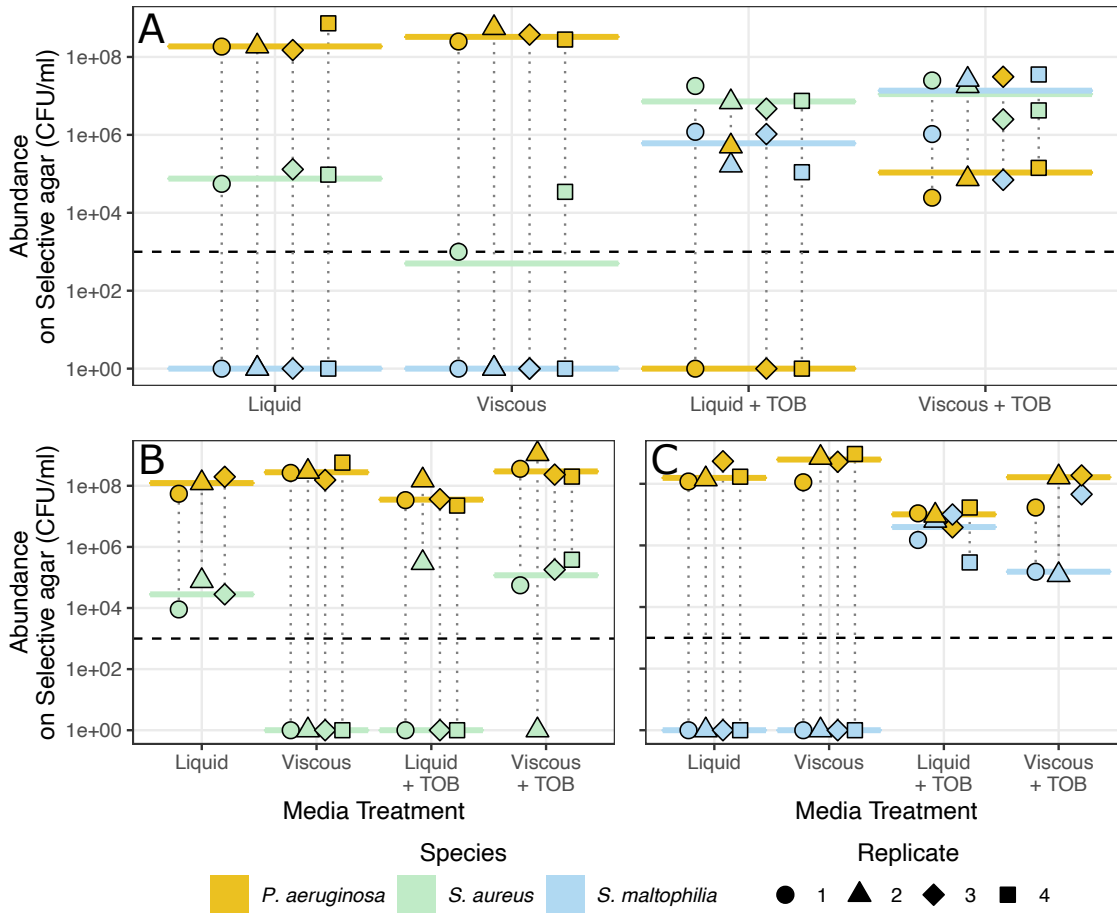 A
Abundance
on Selective agar (CFU/ml)
1e+08
1e+06
1e+04
1e+02
1e+00
Liquid
Viscous
Liquid + TOB
Viscous + TOB
B
C
Abundance
on Selective agar (CFU/ml)
1e+08
1e+06
1e+04
1e+02
1e+00
Liquid
Viscous
Liquid
+ TOB
Viscous
+ TOB
Liquid
Viscous
Liquid
+ TOB
Viscous
+ TOB
Media Treatment
Media Treatment
Species
P. aeruginosa
S. aureus
S. maltophilia
Replicate
1
2
3
4